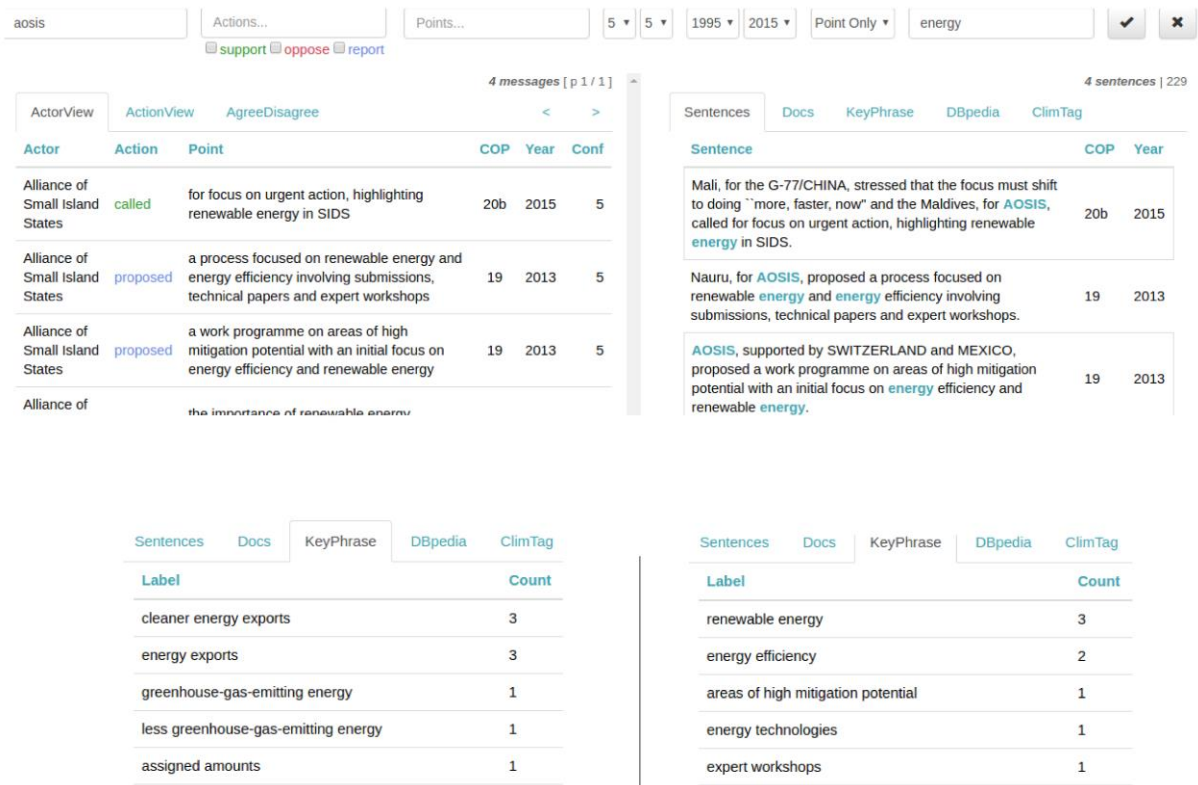 aosis Actions... Points... 5 5 1995 2015 Point Only energy
support oppose report
4 messages [ p 1 / 1 ]
ActorView ActionView AgreeDisagree < >
Actor Action Point COP Year Conf
Alliance of
Small Island
States
called
for focus on urgent action, highlighting
renewable energy in SIDS
20b 2015 5
Alliance of
Small Island
States
proposed
a process focused on renewable energy and
energy efficiency involving submissions,
technical papers and expert workshops
19 2013 5
Alliance of
Small Island
States
proposed
a work programme on areas of high
mitigation potential with an initial focus on
energy efficiency and renewable energy
19 2013 5
Alliance of
the importance of renewable energy
4 sentences | 229
Sentences Docs KeyPhrase DBpedia ClimTag
Sentence COP Year
Mali, for the G-77/CHINA, stressed that the focus must shift
to doing ``more, faster, now" and the Maldives, for AOSIS,
called for focus on urgent action, highlighting renewable
energy in SIDS.
20b 2015
Nauru, for AOSIS, proposed a process focused on
renewable energy and energy efficiency involving
submissions, technical papers and expert workshops.
19 2013
AOSIS, supported by SWITZERLAND and MEXICO,
proposed a work programme on areas of high mitigation
potential with an initial focus on energy efficiency and
renewable energy.
19 2013
Sentences Docs KeyPhrase DBpedia ClimTag
Label Count
cleaner energy exports 3
energy exports 3
greenhouse-gas-emitting energy 1
less greenhouse-gas-emitting energy 1
assigned amounts 1
Sentences Docs KeyPhrase DBpedia ClimTag
Label Count
renewable energy 3
energy efficiency 2
areas of high mitigation potential 1
energy technologies 1
expert workshops 1